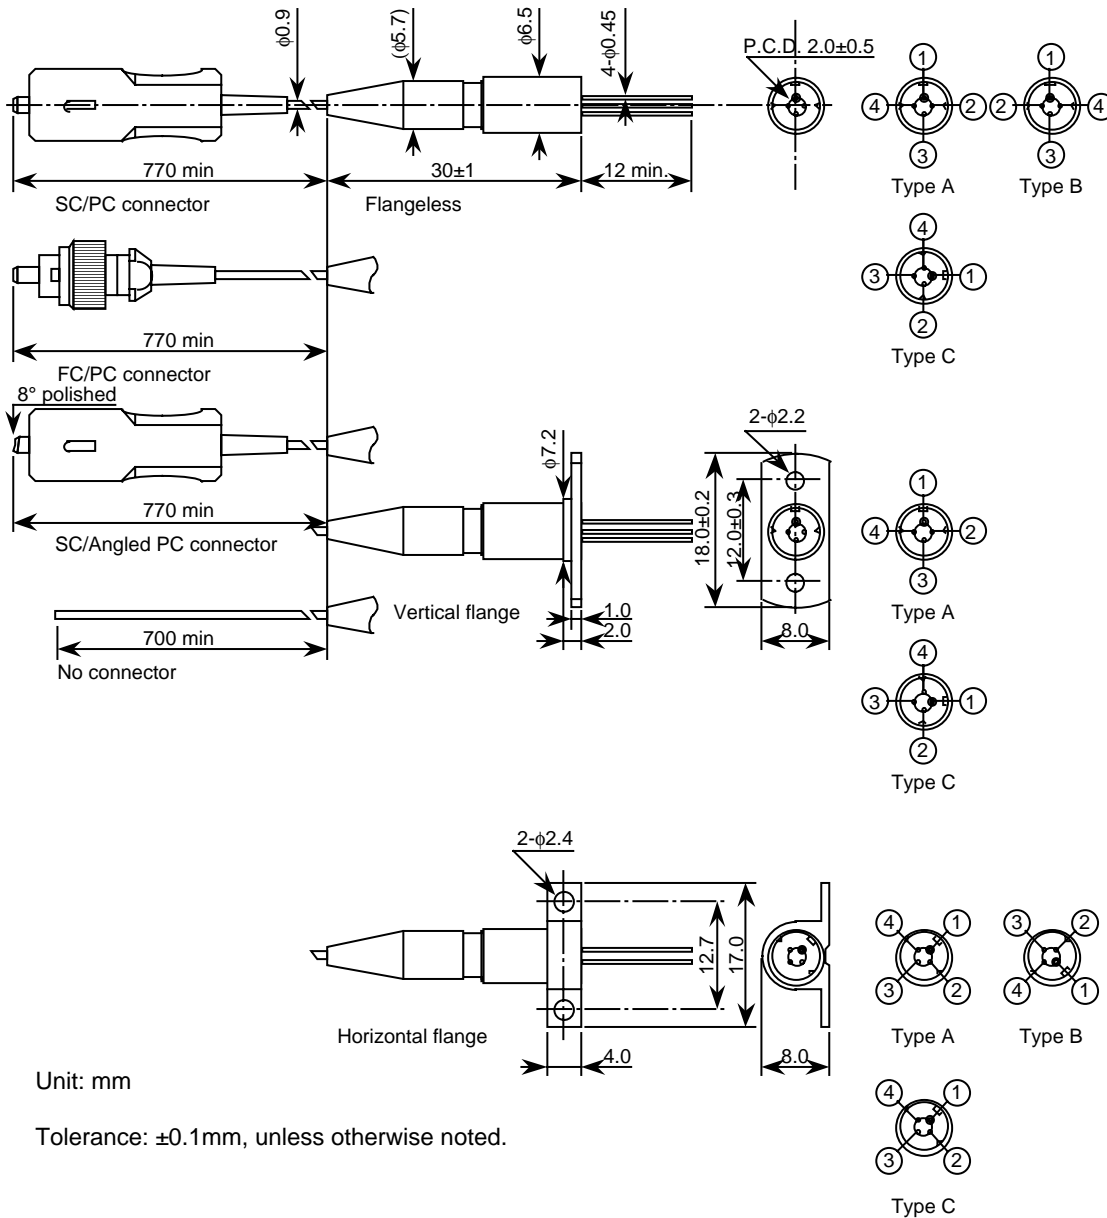 ϕ0.9
(ϕ5.7)
ϕ6.5
4-ϕ0.45
P.C.D. 2.0±0.5
770 min
30±1
12 min.
SC/PC connector
Flangeless
1
4
2
3
Type A
1
2
4
3
Type B
4
3
1
2
Type C
770 min
FC/PC connector
8° polished
770 min
SC/Angled PC connector
700 min
No connector
ϕ7.2
Vertical flange
1.0
2.0
2-ϕ2.2
18.0±0.2
12.0±0.3
8.0
1
4
2
3
Type A
4
3
1
2
Type C
2-ϕ2.4
12.7
17.0
Horizontal flange
4.0
8.0
4 1
3 2
Type A
3 2
4 1
Type B
4 1
3 2
Type C
Unit: mm
Tolerance: ±0.1mm, unless otherwise noted.